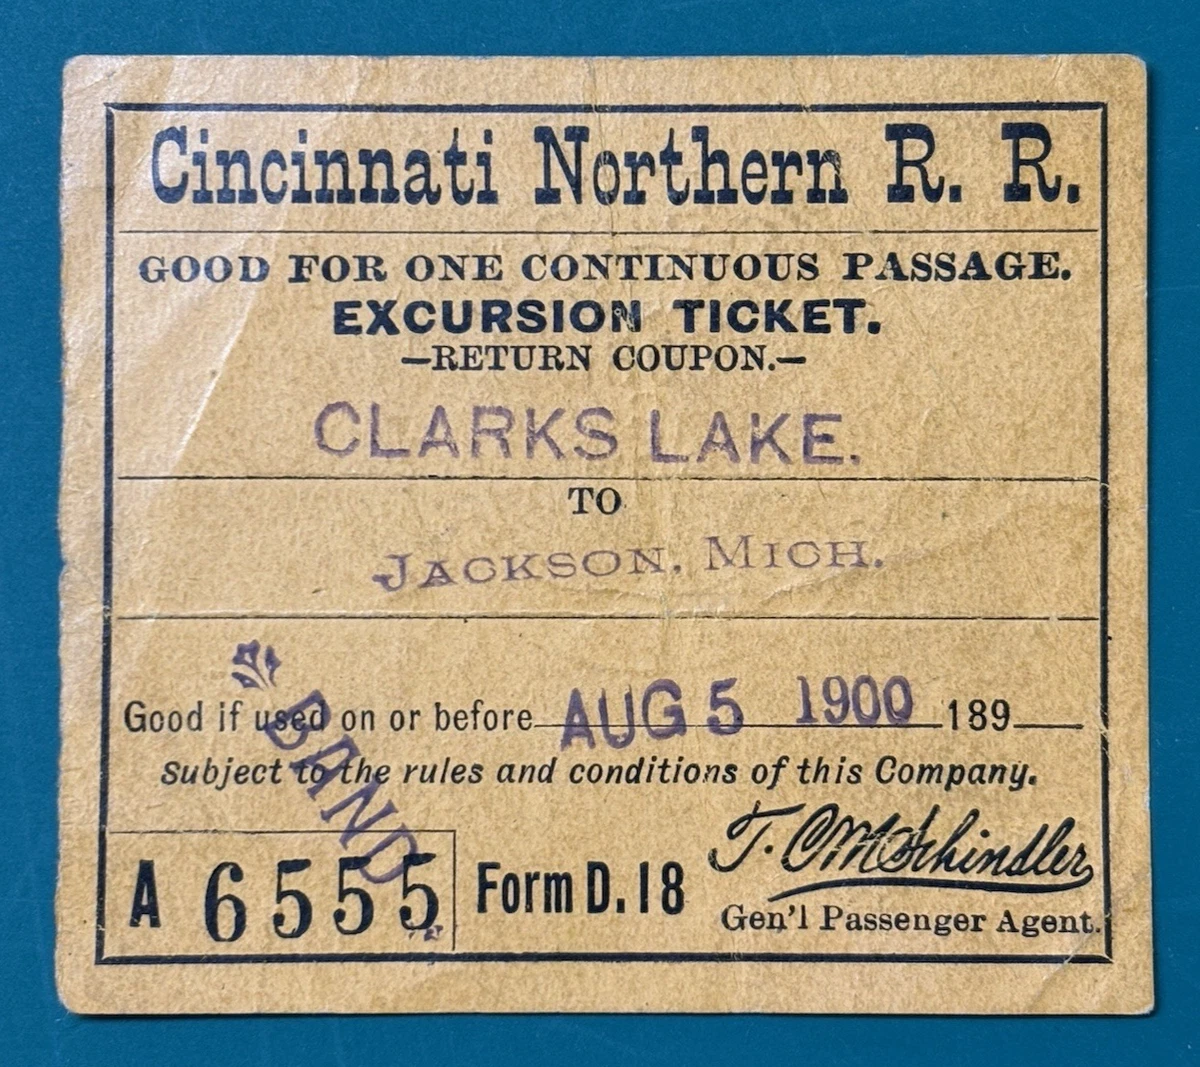 Cincinnati Northern R. R.
GOOD FOR ONE CONTINUOUS PASSAGE.
EXCURSION TICKET.
—RETURN COUPON.—
CLARKS LAKE.
TO
JACKSON, MICH.
Good if used on or before AUG 5 1900 189
BAND
Subject to the rules and conditions of this Company.
A 6555 Form D.18
Schindler
Gen'l Passenger Agent.